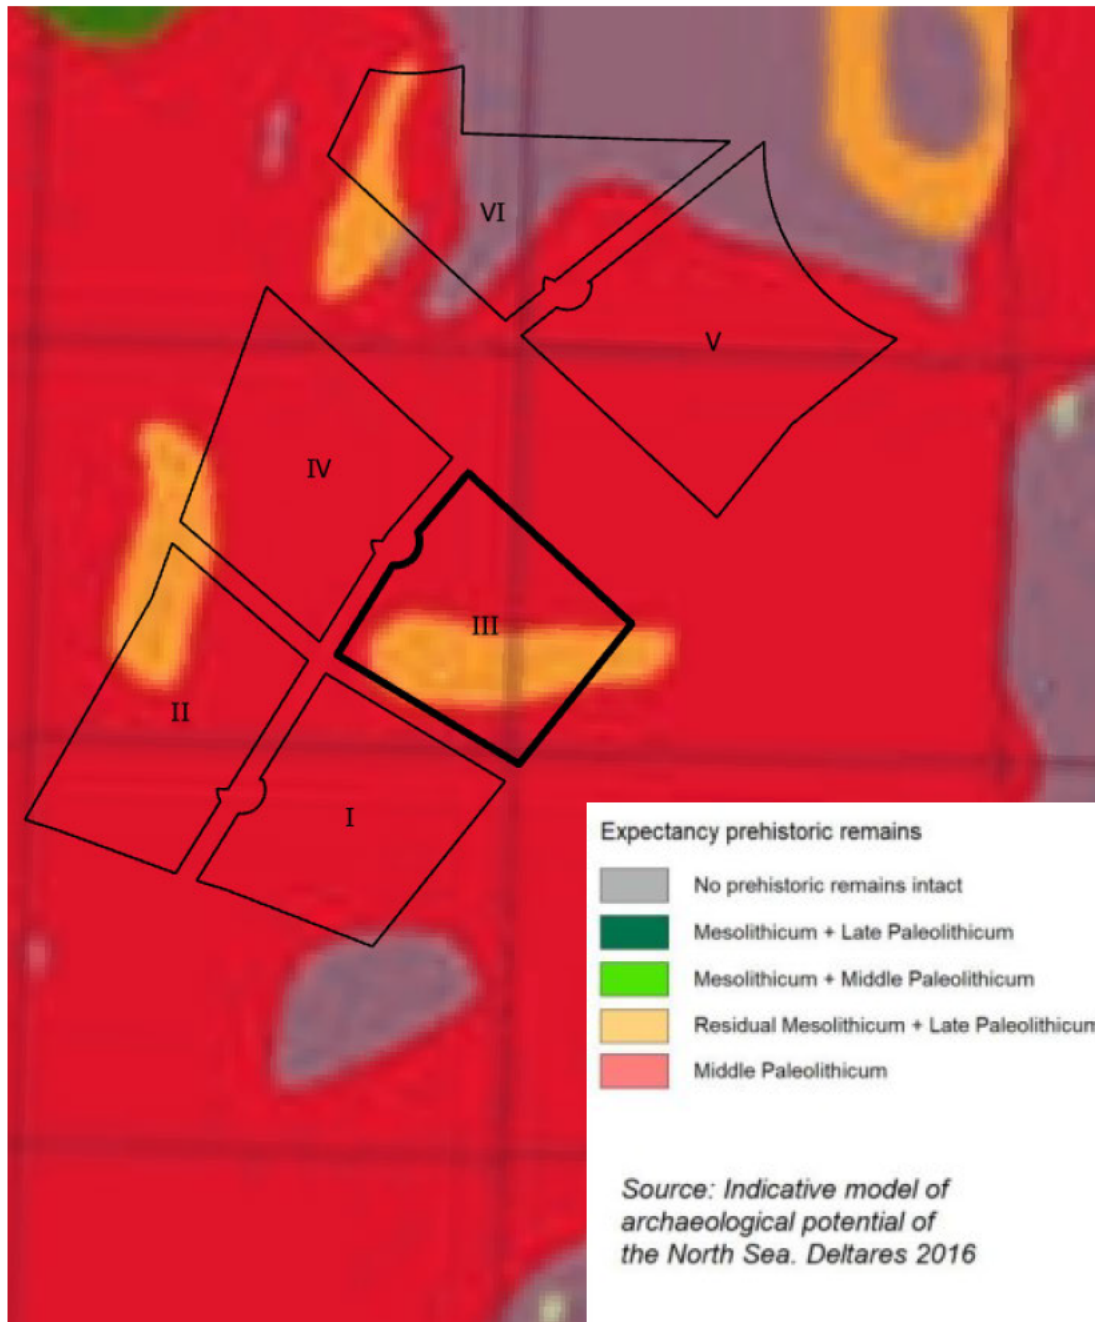 VI
V
IV
III
II
I
Expectancy prehistoric remains
No prehistoric remains intact
Mesolithicum + Late Paleolithicum
Mesolithicum + Middle Paleolithicum
Residual Mesolithicum + Late Paleolithicum
Middle Paleolithicum
Source: Indicative model of
archaeological potential of
the North Sea. Deltares 2016